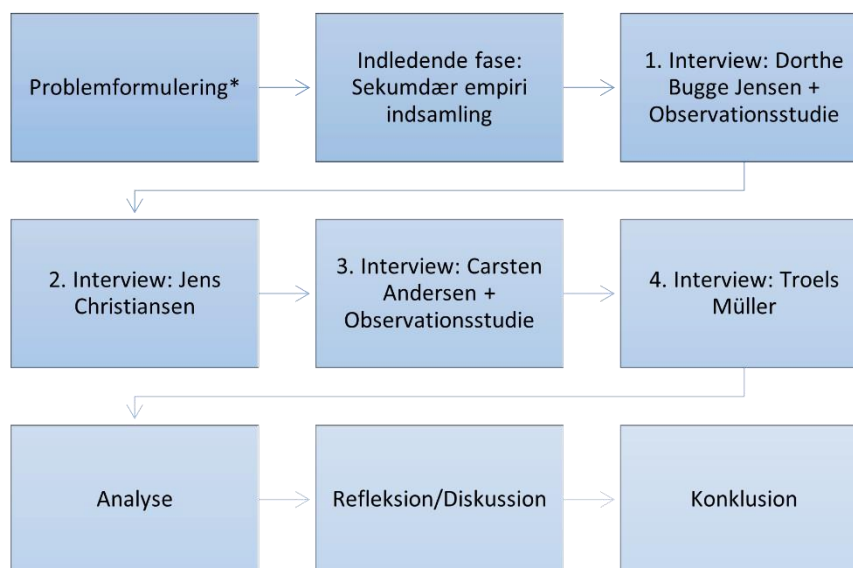 Problemformulering*
Indledende fase:
Sekumdær empiri
indsamling
1. Interview: Dorthe
Bugge Jensen +
Observationsstudie
2. Interview: Jens
Christiansen
3. Interview: Carsten
Andersen +
Observationsstudie
4. Interview: Troels
Müller
Analyse
Refleksion/Diskussion
Konklusion